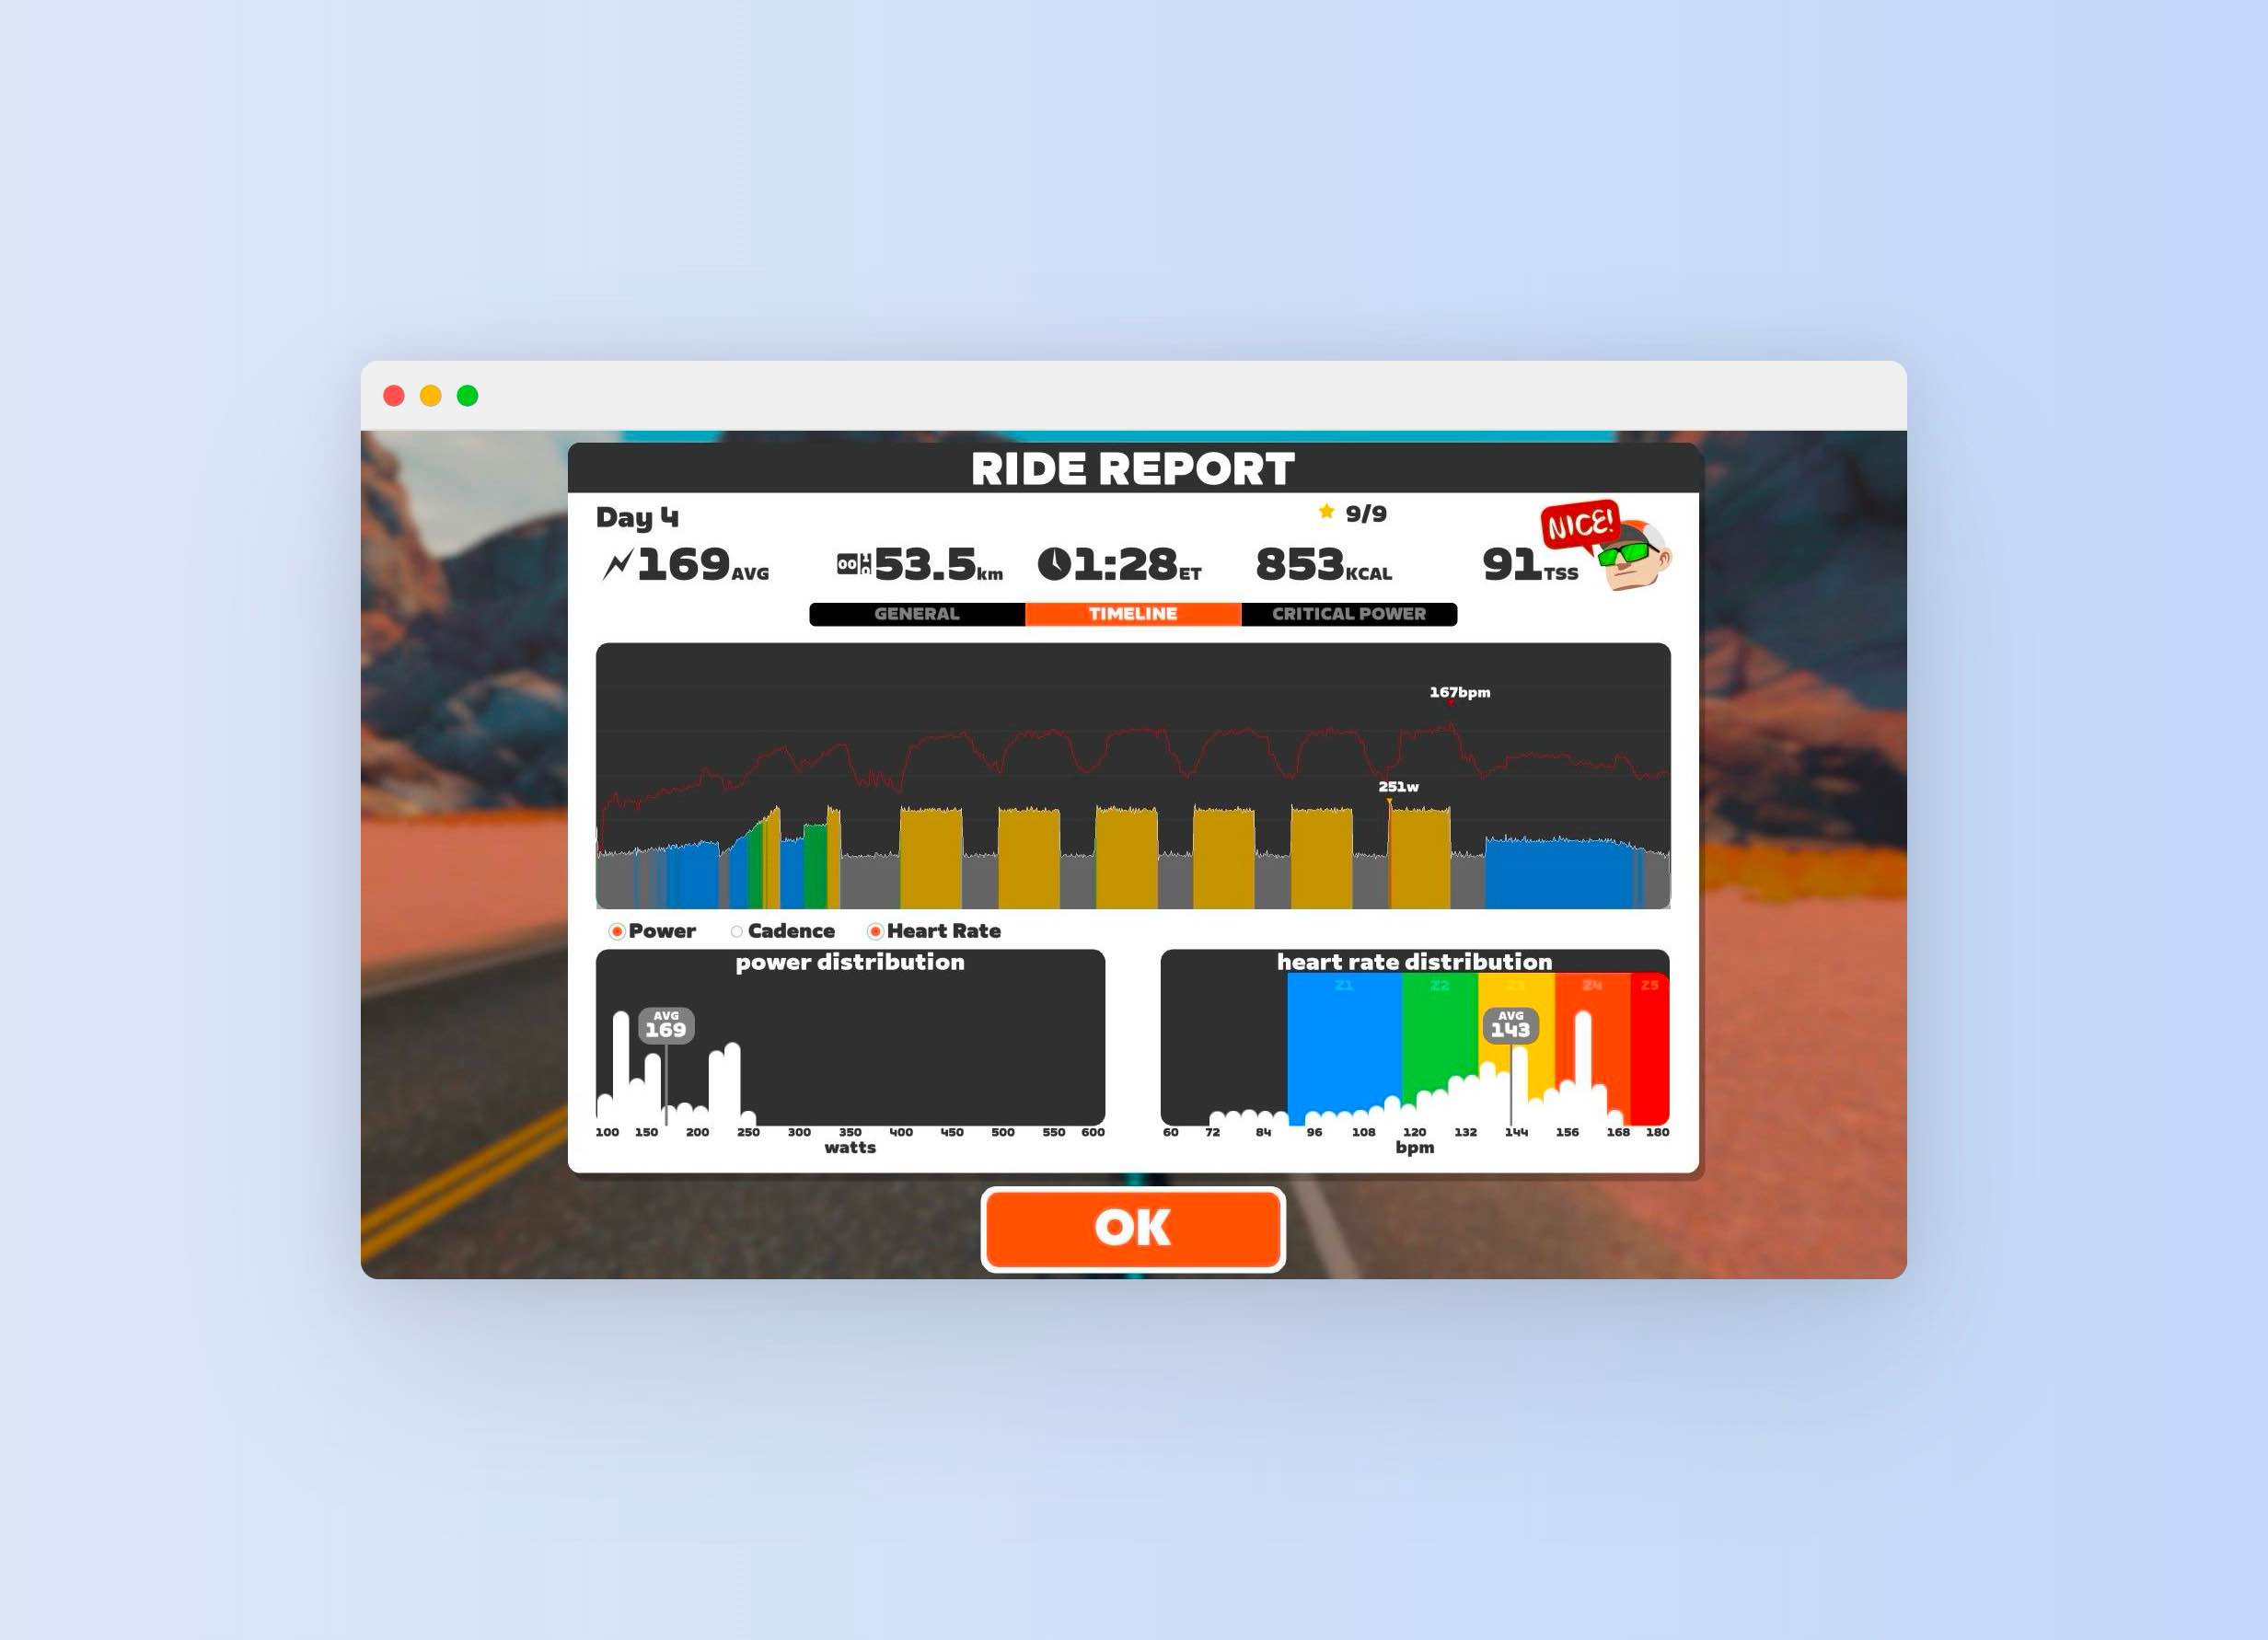 RIDE REPORT
Day 4
9/9
NICE!
169AVG
53.5km
1:28ET
853KCAL
91TSS
GENERAL
TIMELINE
CRITICAL POWER
167bpm
251w
Power
Cadence
Heart Rate
power distribution
AVG
169
100 150 200 250 300 350 400 450 500 550 600
watts
heart rate distribution
Z1 Z2 Z3 Z4 Z5
AVG
143
60 72 84 96 108 120 132 144 156 168 180
bpm
OK